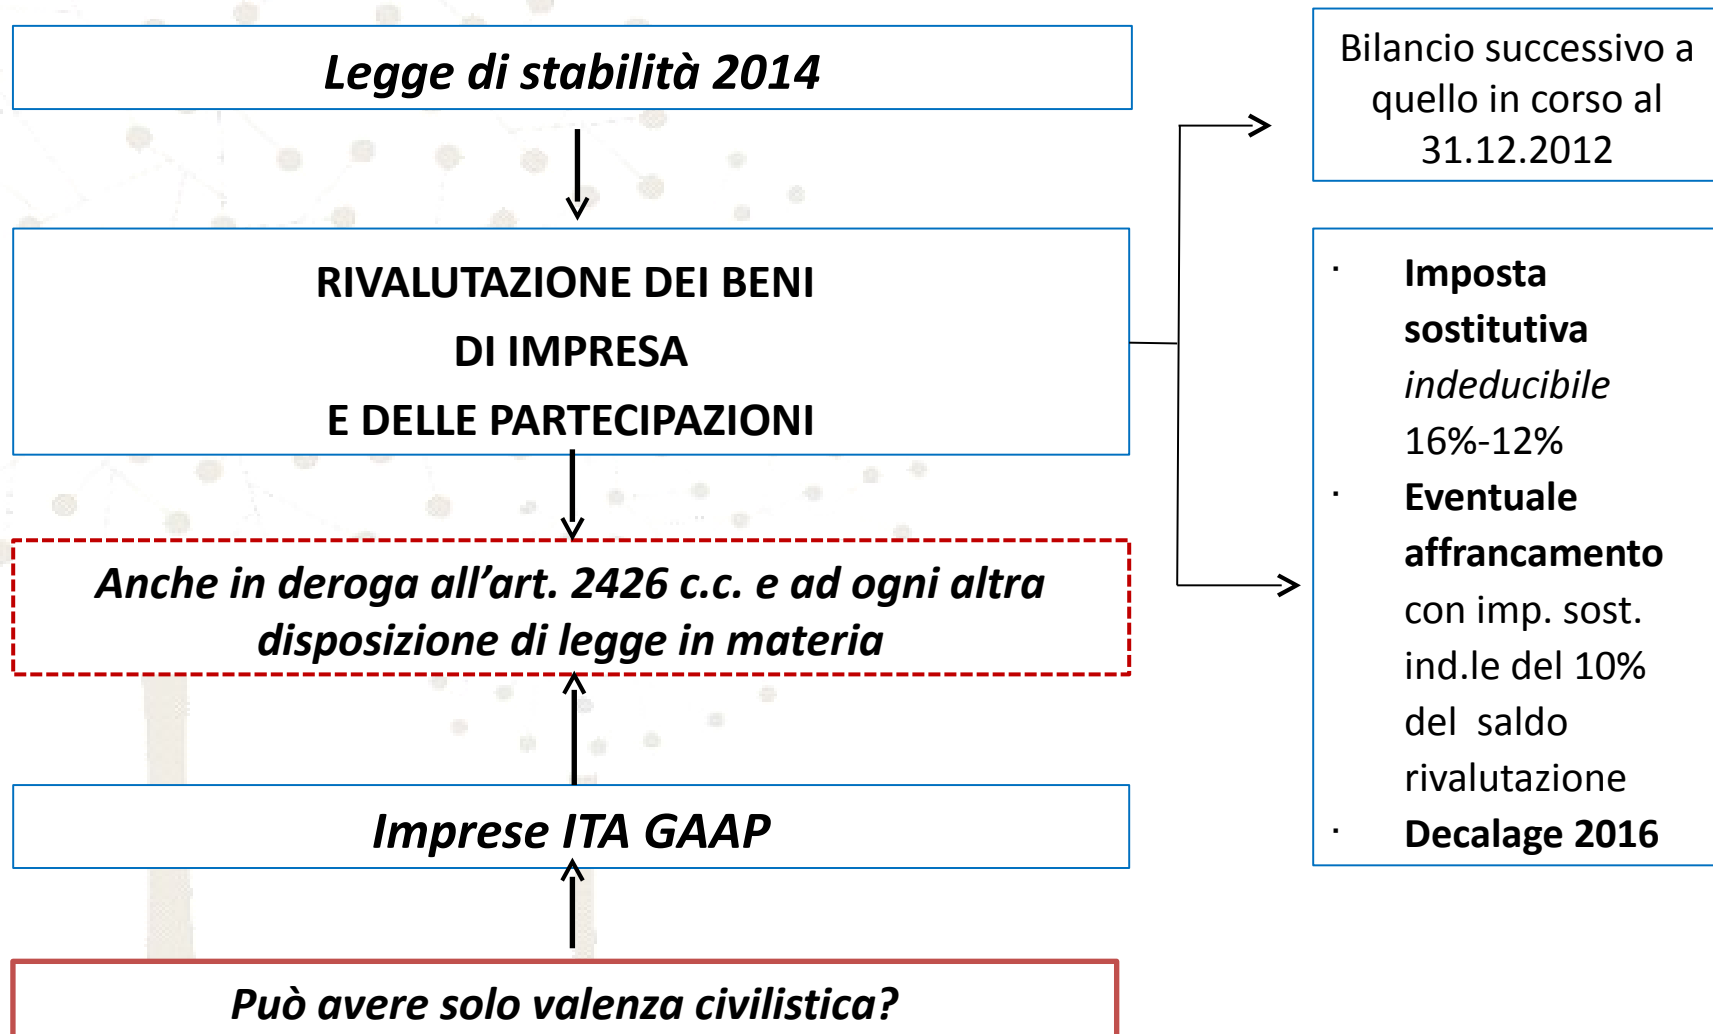 Legge di stabilità 2014
Bilancio successivo a
quello in corso al
31.12.2012
RIVALUTAZIONE DEI BENI
DI IMPRESA
E DELLE PARTECIPAZIONI
· Imposta
sostitutiva
indeducibile
16%-12%
· Eventuale
affrancamento
con imp. sost.
ind.le del 10%
del saldo
rivalutazione
· Decalage 2016
Anche in deroga all’art. 2426 c.c. e ad ogni altra
disposizione di legge in materia
Imprese ITA GAAP
Può avere solo valenza civilistica?